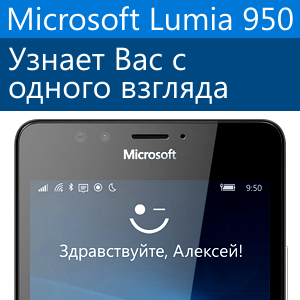 Microsoft Lumia 950
Узнает Вас с
одного взгляда
Microsoft
9:50
Здравствуйте, Алексей!